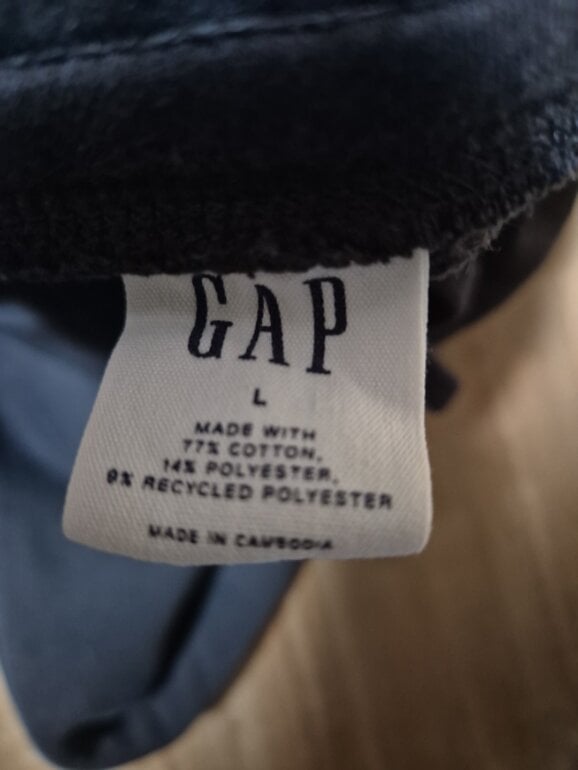 GAP
L
MADE WITH
77% COTTON,
14% POLYESTER,
9% RECYCLED POLYESTER
MADE IN CAMBODIA